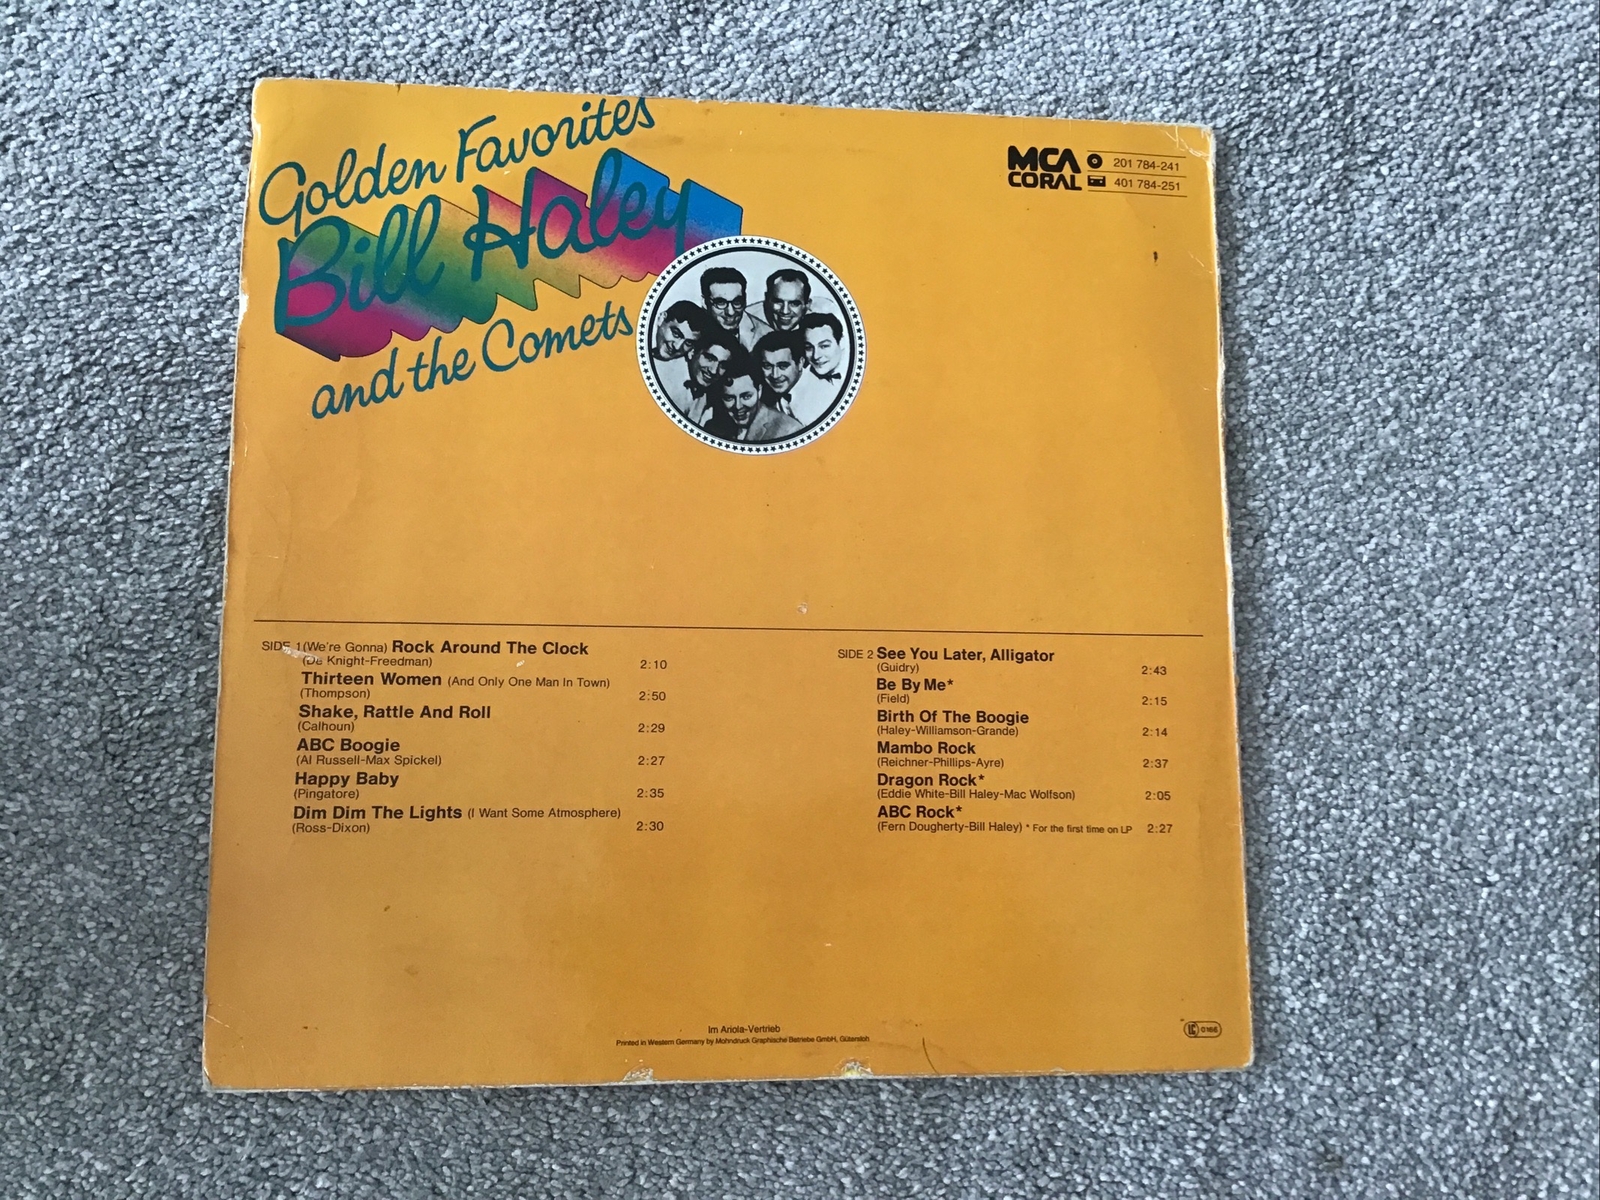 Golden Favorites
Bill Haley
and the Comets
MCA CORAL
201 784-241
401 784-251
SIDE 1 (We're Gonna) Rock Around The Clock
(De Knight-Freedman) 2:10
Thirteen Women (And Only One Man In Town)
(Thompson) 2:50
Shake, Rattle And Roll
(Calhoun) 2:29
ABC Boogie
(Al Russell-Max Spickel) 2:27
Happy Baby
(Pingatore) 2:35
Dim Dim The Lights (I Want Some Atmosphere)
(Ross-Dixon) 2:30
SIDE 2 See You Later, Alligator
(Guidry) 2:43
Be By Me*
(Field) 2:15
Birth Of The Boogie
(Haley-Williamson-Grande) 2:14
Mambo Rock
(Reichner-Phillips-Ayre) 2:37
Dragon Rock*
(Eddie White-Bill Haley-Mac Wolfson) 2:05
ABC Rock*
(Fern Dougherty-Bill Haley) * For the first time on LP 2:27
Im Ariola-Vertrieb
Printed in Western Germany by Mohndruck Graphische Betriebe GmbH, Gütersloh
LC 0166